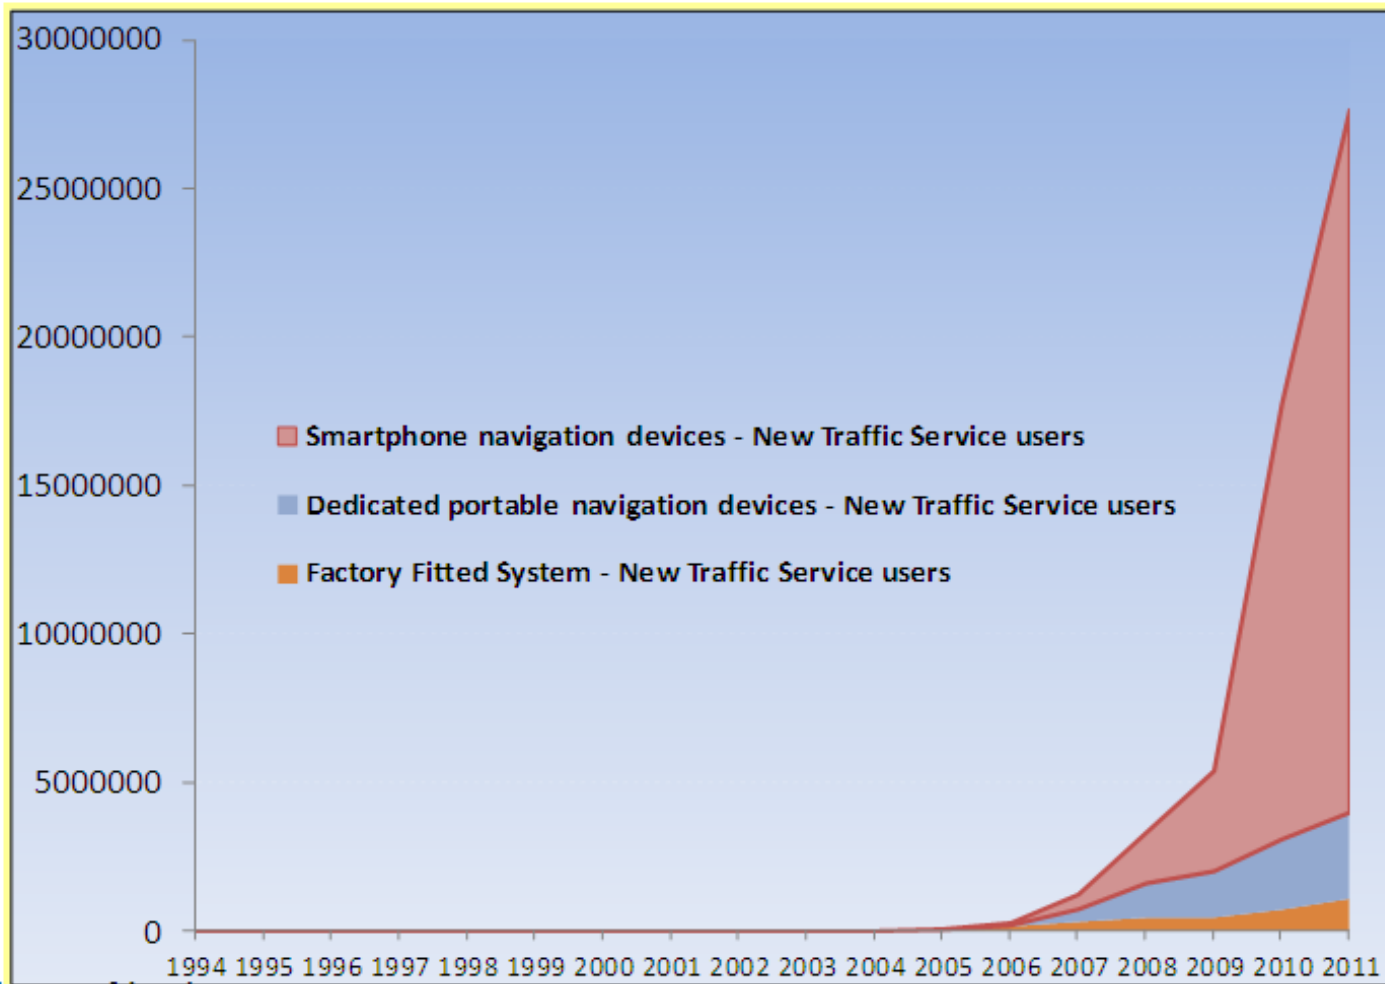 30000000
25000000
20000000
15000000
10000000
5000000
0
Smartphone navigation devices - New Traffic Service users
Dedicated portable navigation devices - New Traffic Service users
Factory Fitted System - New Traffic Service users
1994 1995 1996 1997 1998 1999 2000 2001 2002 2003 2004 2005 2006 2007 2008 2009 2010 2011